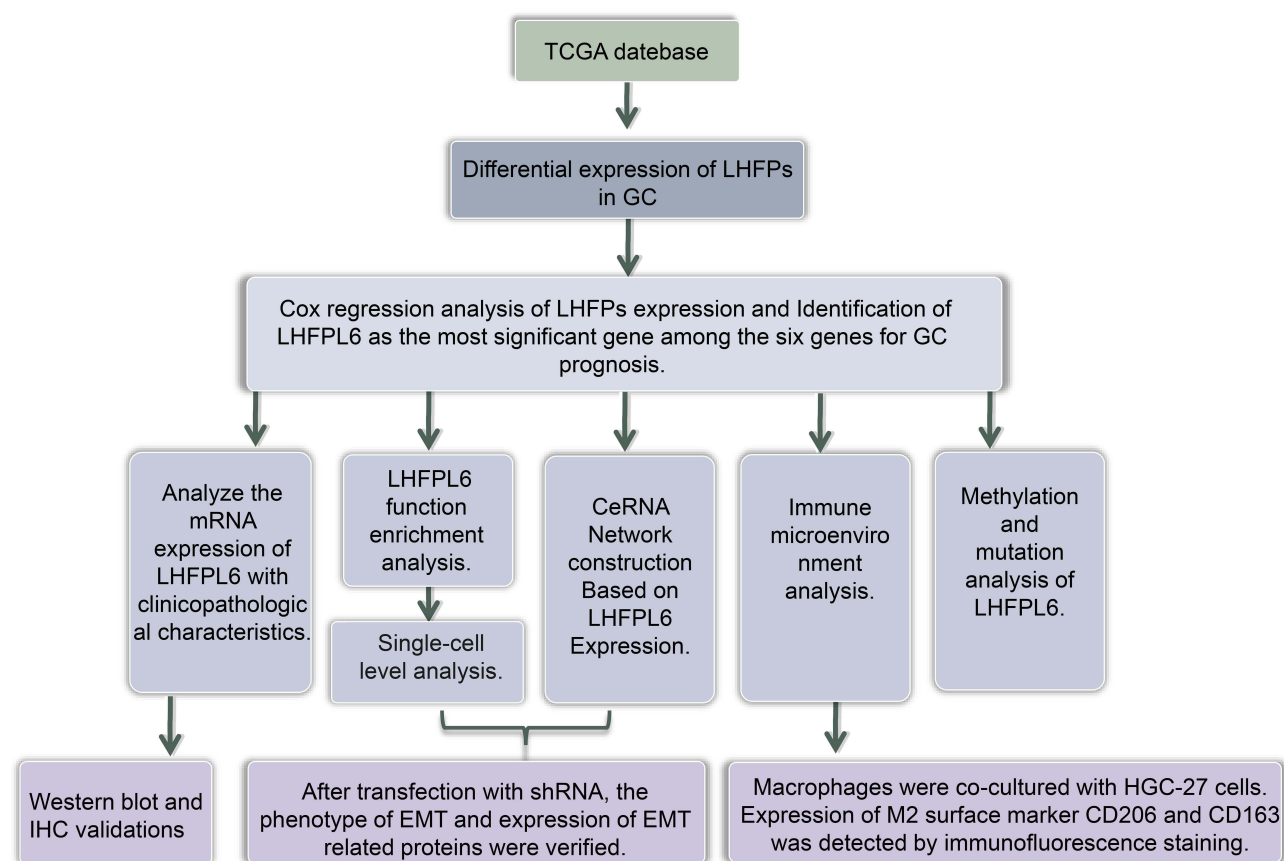 TCGA datebase
Differential expression of LHFPs
in GC
Cox regression analysis of LHFPs expression and Identification of
LHFPL6 as the most significant gene among the six genes for GC
prognosis.
Analyze the
mRNA
expression of
LHFPL6 with
clinicopathologic
al characteristics.
LHFPL6
function
enrichment
analysis.
Single-cell
level analysis.
CeRNA
Network
construction
Based on
LHFPL6
Expression.
Immune
microenviro
nment
analysis.
Methylation
and
mutation
analysis of
LHFPL6.
Western blot and
IHC validations
After transfection with shRNA, the
phenotype of EMT and expression of EMT
related proteins were verified.
Macrophages were co-cultured with HGC-27 cells.
Expression of M2 surface marker CD206 and CD163
was detected by immunofluorescence staining.